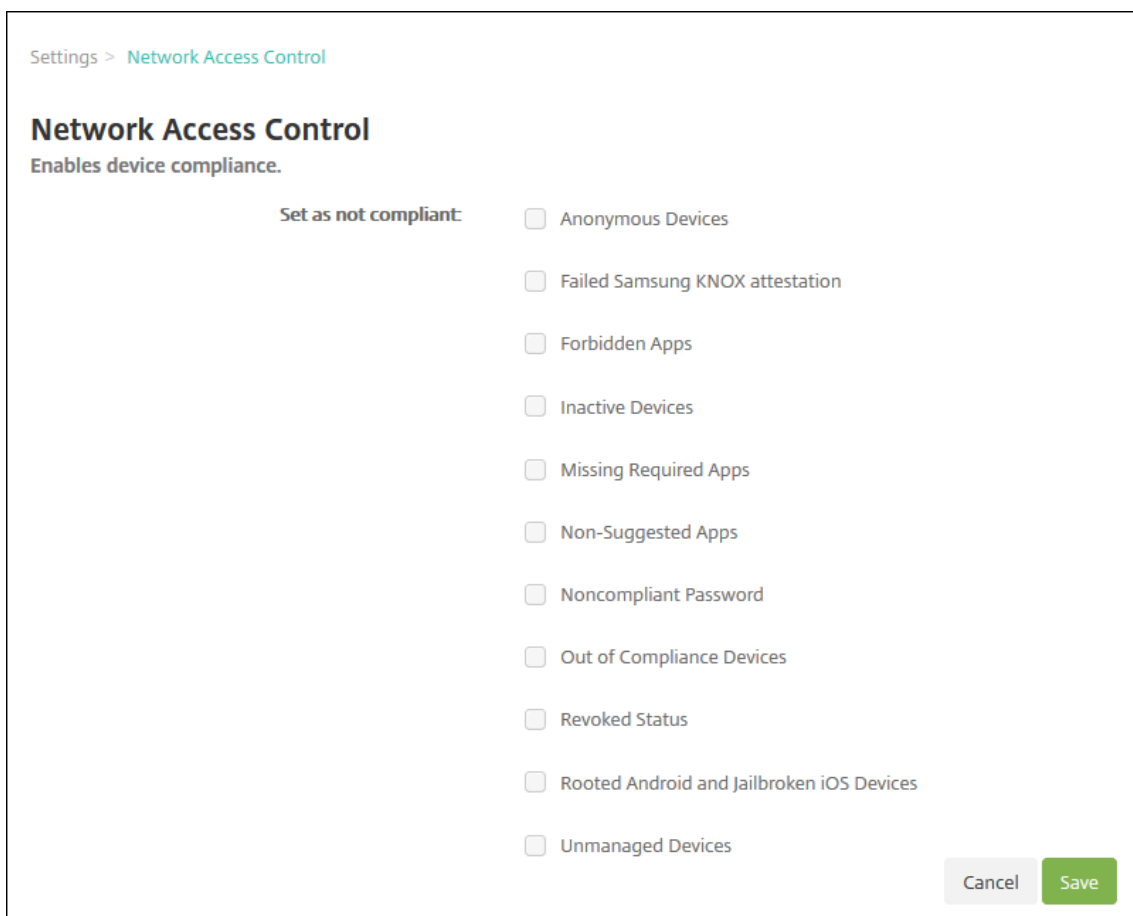 Settings > Network Access Control
Network Access Control
Enables device compliance.
Set as not compliant:
Anonymous Devices
Failed Samsung KNOX attestation
Forbidden Apps
Inactive Devices
Missing Required Apps
Non-Suggested Apps
Noncompliant Password
Out of Compliance Devices
Revoked Status
Rooted Android and Jailbroken iOS Devices
Unmanaged Devices
Cancel Save